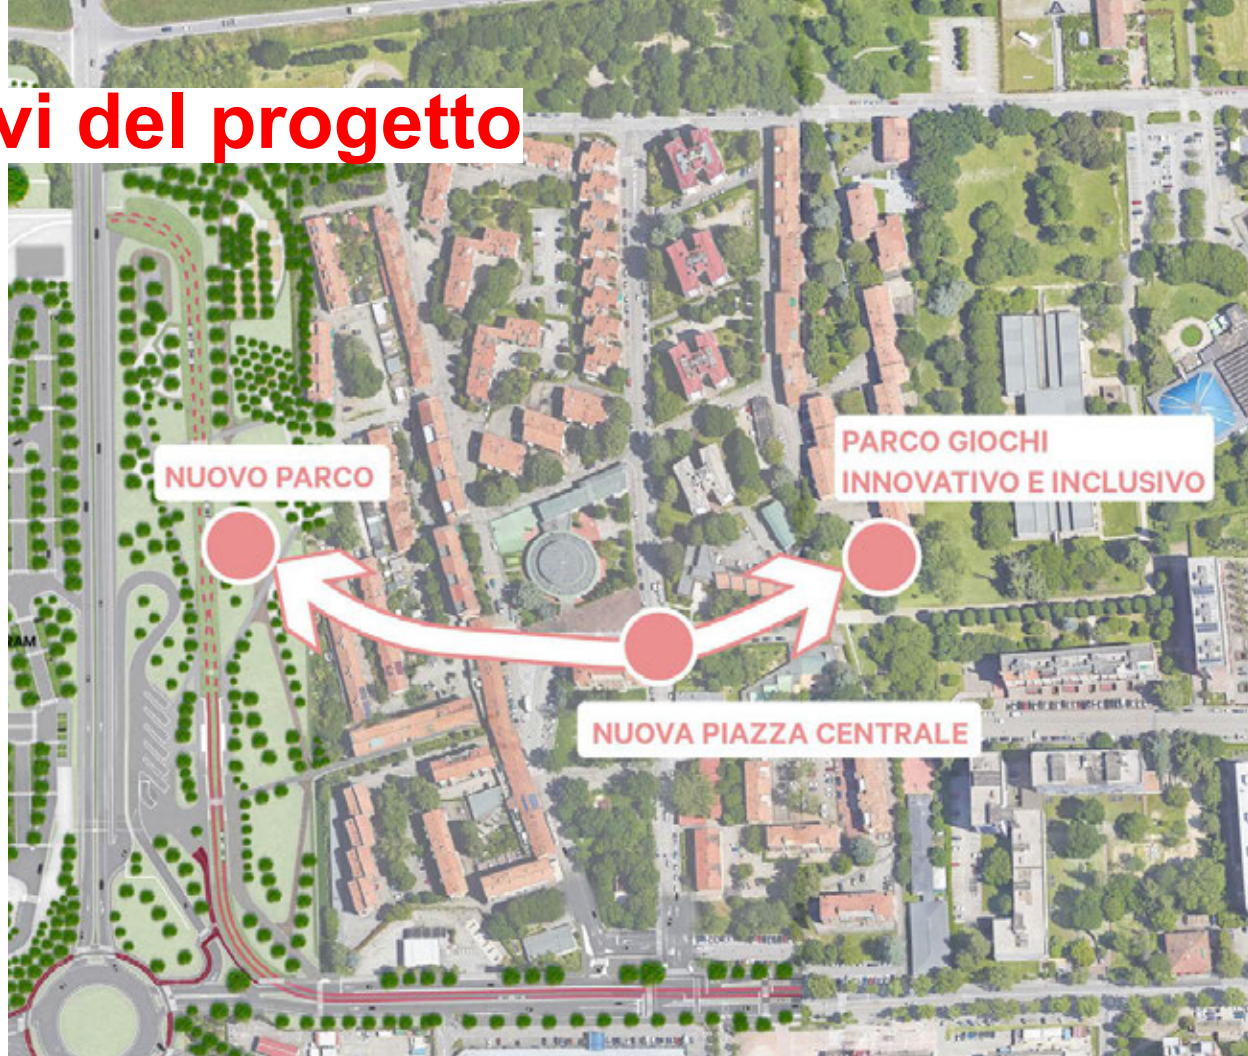 vi del progetto
PARCO GIOCHI
INNOVATIVO E INCLUSIVO
NUOVO PARCO
NUOVA PIAZZA CENTRALE